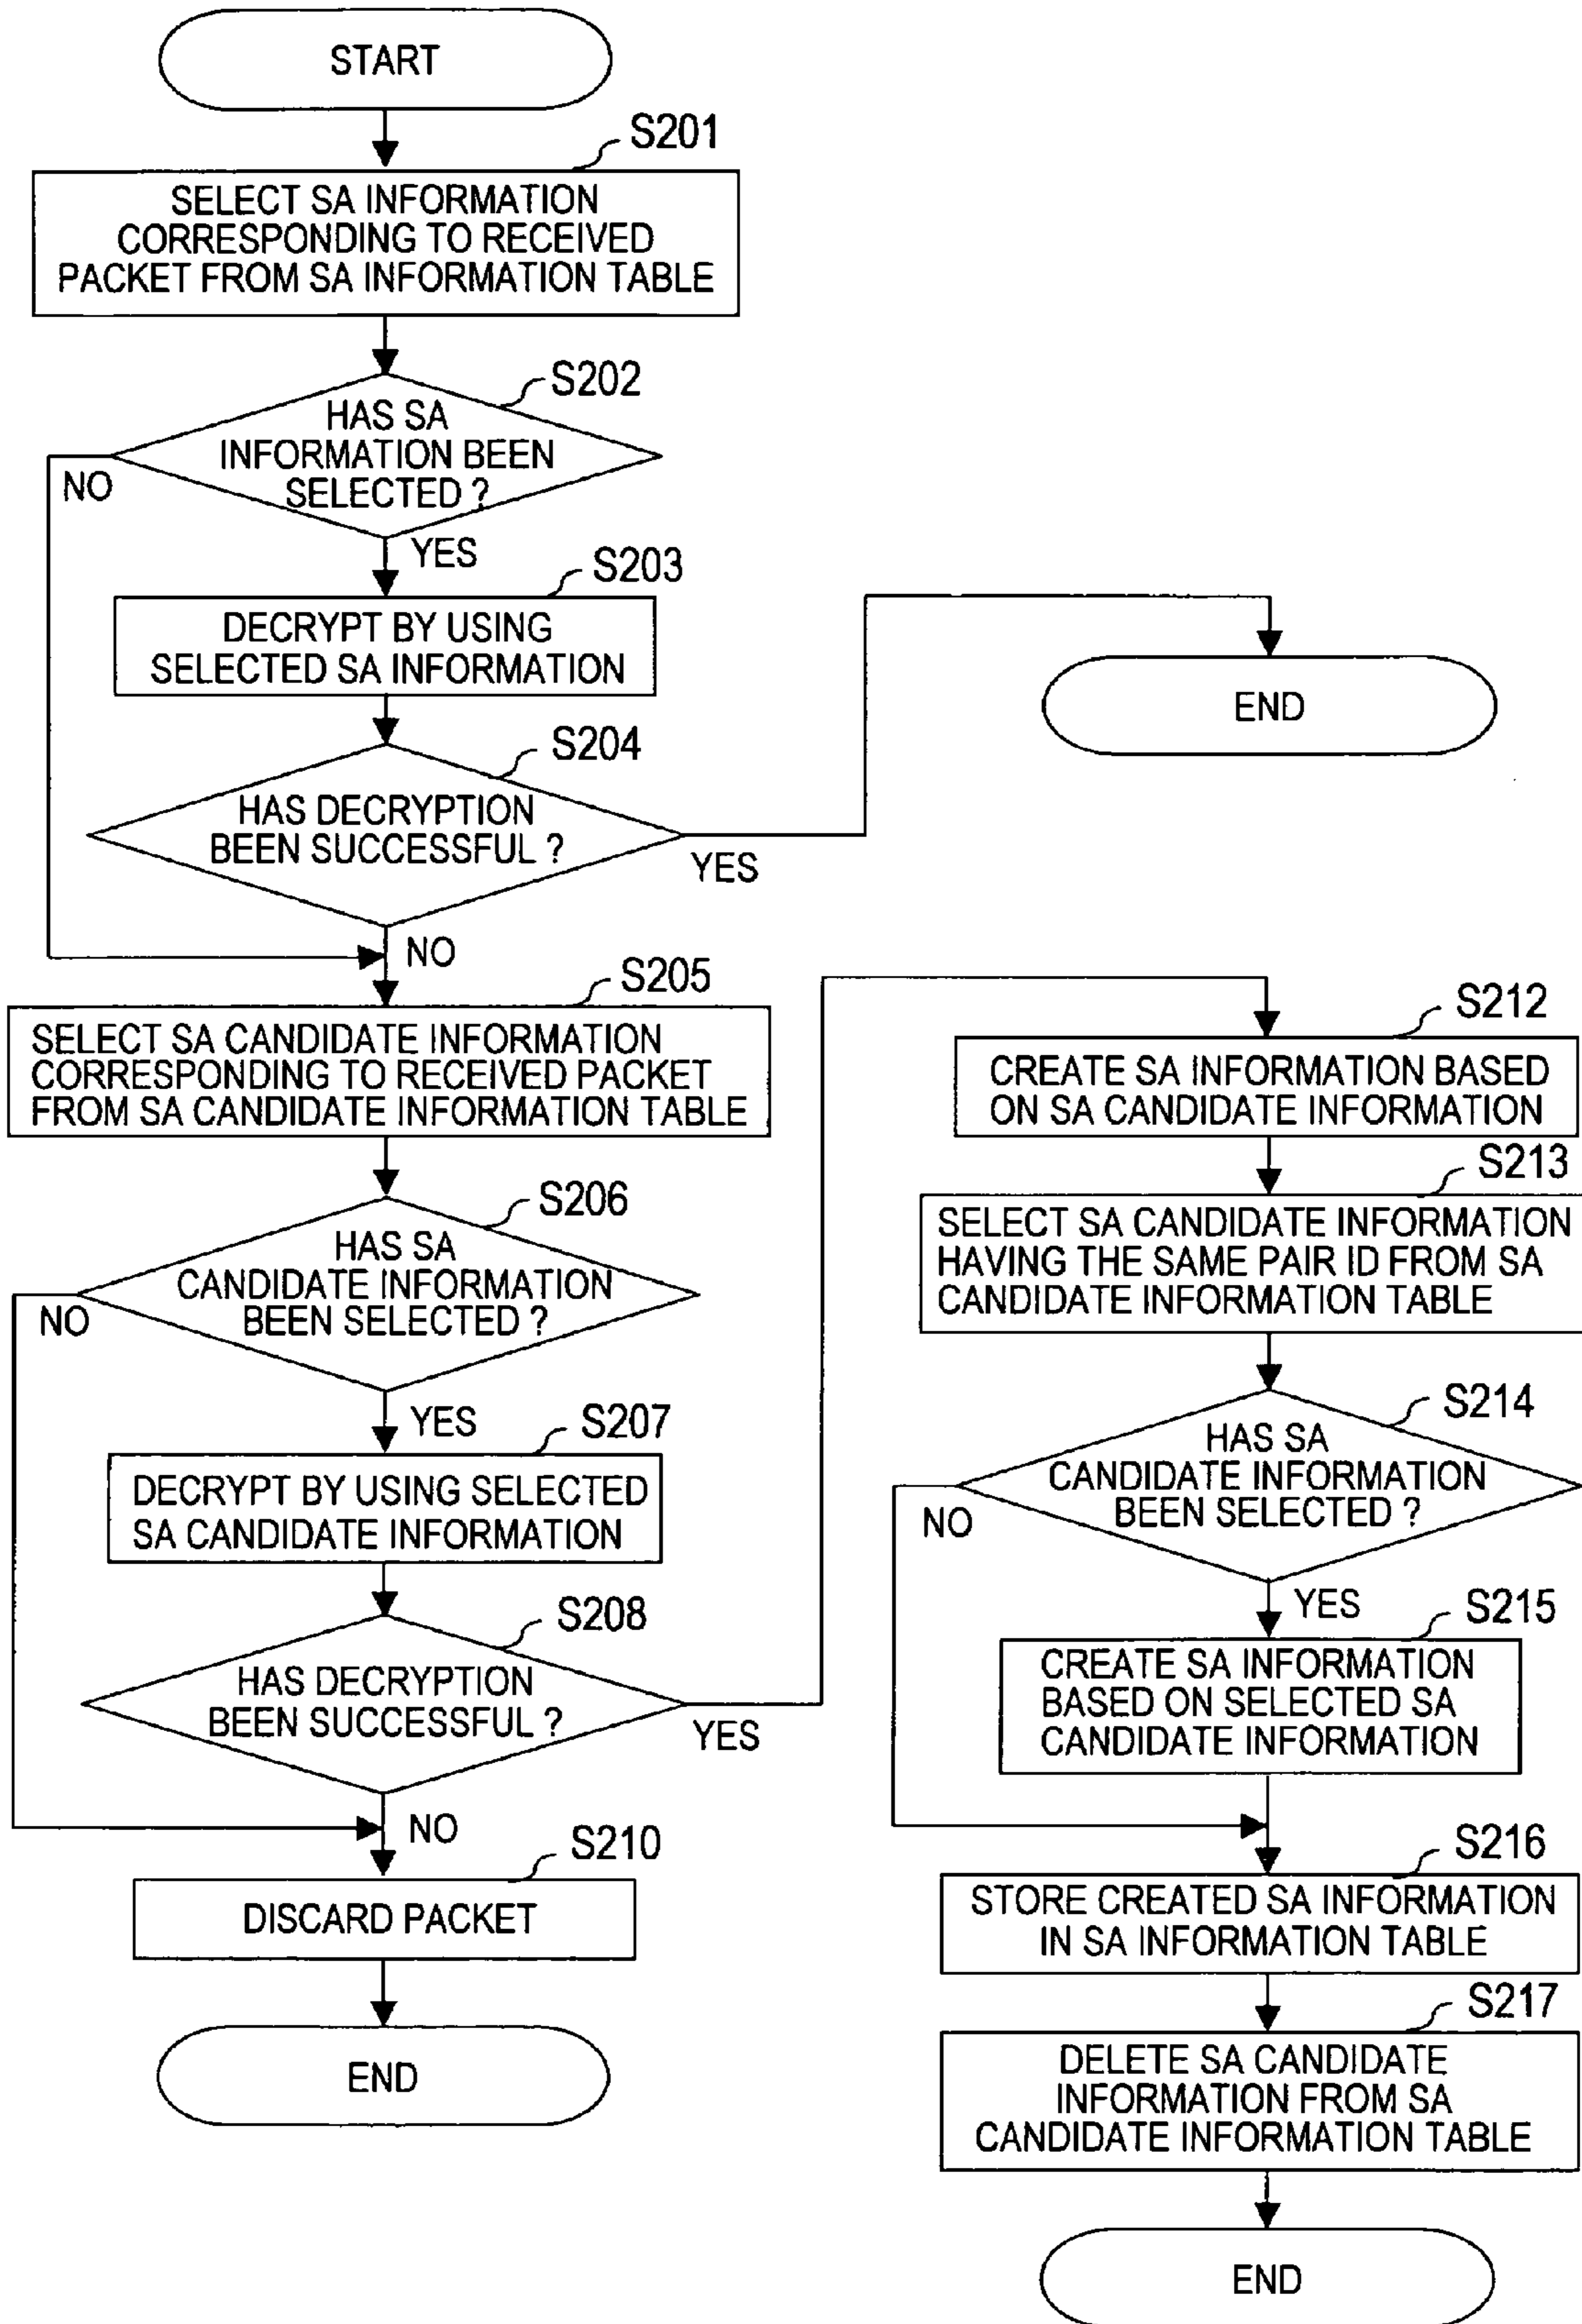 START
S201
SELECT SA INFORMATION
CORRESPONDING TO RECEIVED
PACKET FROM SA INFORMATION TABLE
S202
HAS SA
INFORMATION BEEN
SELECTED ?
NO
YES
S203
DECRYPT BY USING
SELECTED SA INFORMATION
END
S204
HAS DECRYPTION
BEEN SUCCESSFUL ?
YES
NO
S205
SELECT SA CANDIDATE INFORMATION
CORRESPONDING TO RECEIVED PACKET
FROM SA CANDIDATE INFORMATION TABLE
S206
HAS SA
CANDIDATE INFORMATION
BEEN SELECTED ?
NO
YES
S207
DECRYPT BY USING SELECTED
SA CANDIDATE INFORMATION
S208
HAS DECRYPTION
BEEN SUCCESSFUL ?
YES
NO
S210
DISCARD PACKET
END
S212
CREATE SA INFORMATION BASED
ON SA CANDIDATE INFORMATION
S213
SELECT SA CANDIDATE INFORMATION
HAVING THE SAME PAIR ID FROM SA
CANDIDATE INFORMATION TABLE
S214
HAS SA
CANDIDATE INFORMATION
BEEN SELECTED ?
NO
YES
S215
CREATE SA INFORMATION
BASED ON SELECTED SA
CANDIDATE INFORMATION
S216
STORE CREATED SA INFORMATION
IN SA INFORMATION TABLE
S217
DELETE SA CANDIDATE
INFORMATION FROM SA
CANDIDATE INFORMATION TABLE
END